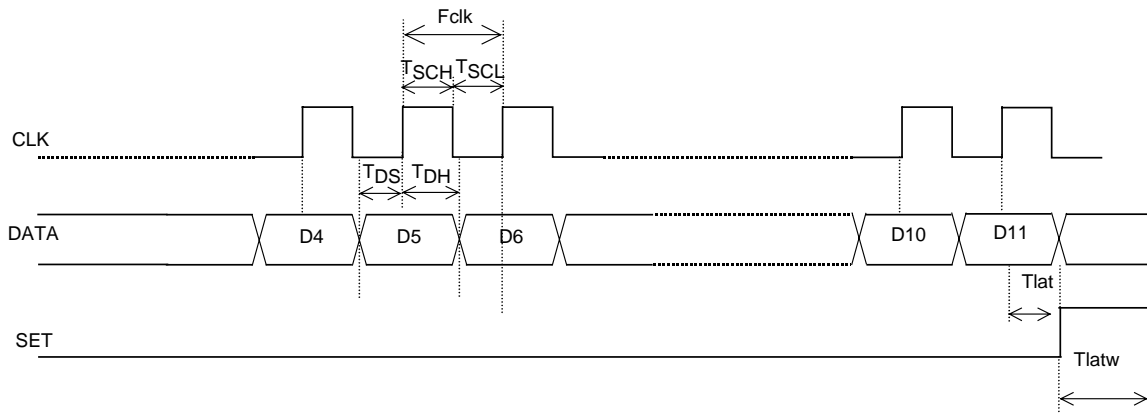 Fclk
TSCH TSCL
CLK
TDS TDH
DATA D4 D5 D6 D10 D11
Tlat
SET
Tlatw